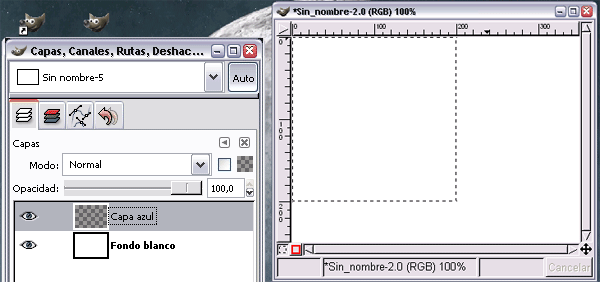 Capas, Canales, Rutas, Deshac...
Sin nombre-5
Auto
Capas
Modo:
Normal
Opacidad:
100,0
Capa azul
Fondo blanco
*Sin_nombre-2.0 (RGB) 100%
0
100
200
300
0
100
200
*Sin_nombre-2.0 (RGB) 100%
Cancelar